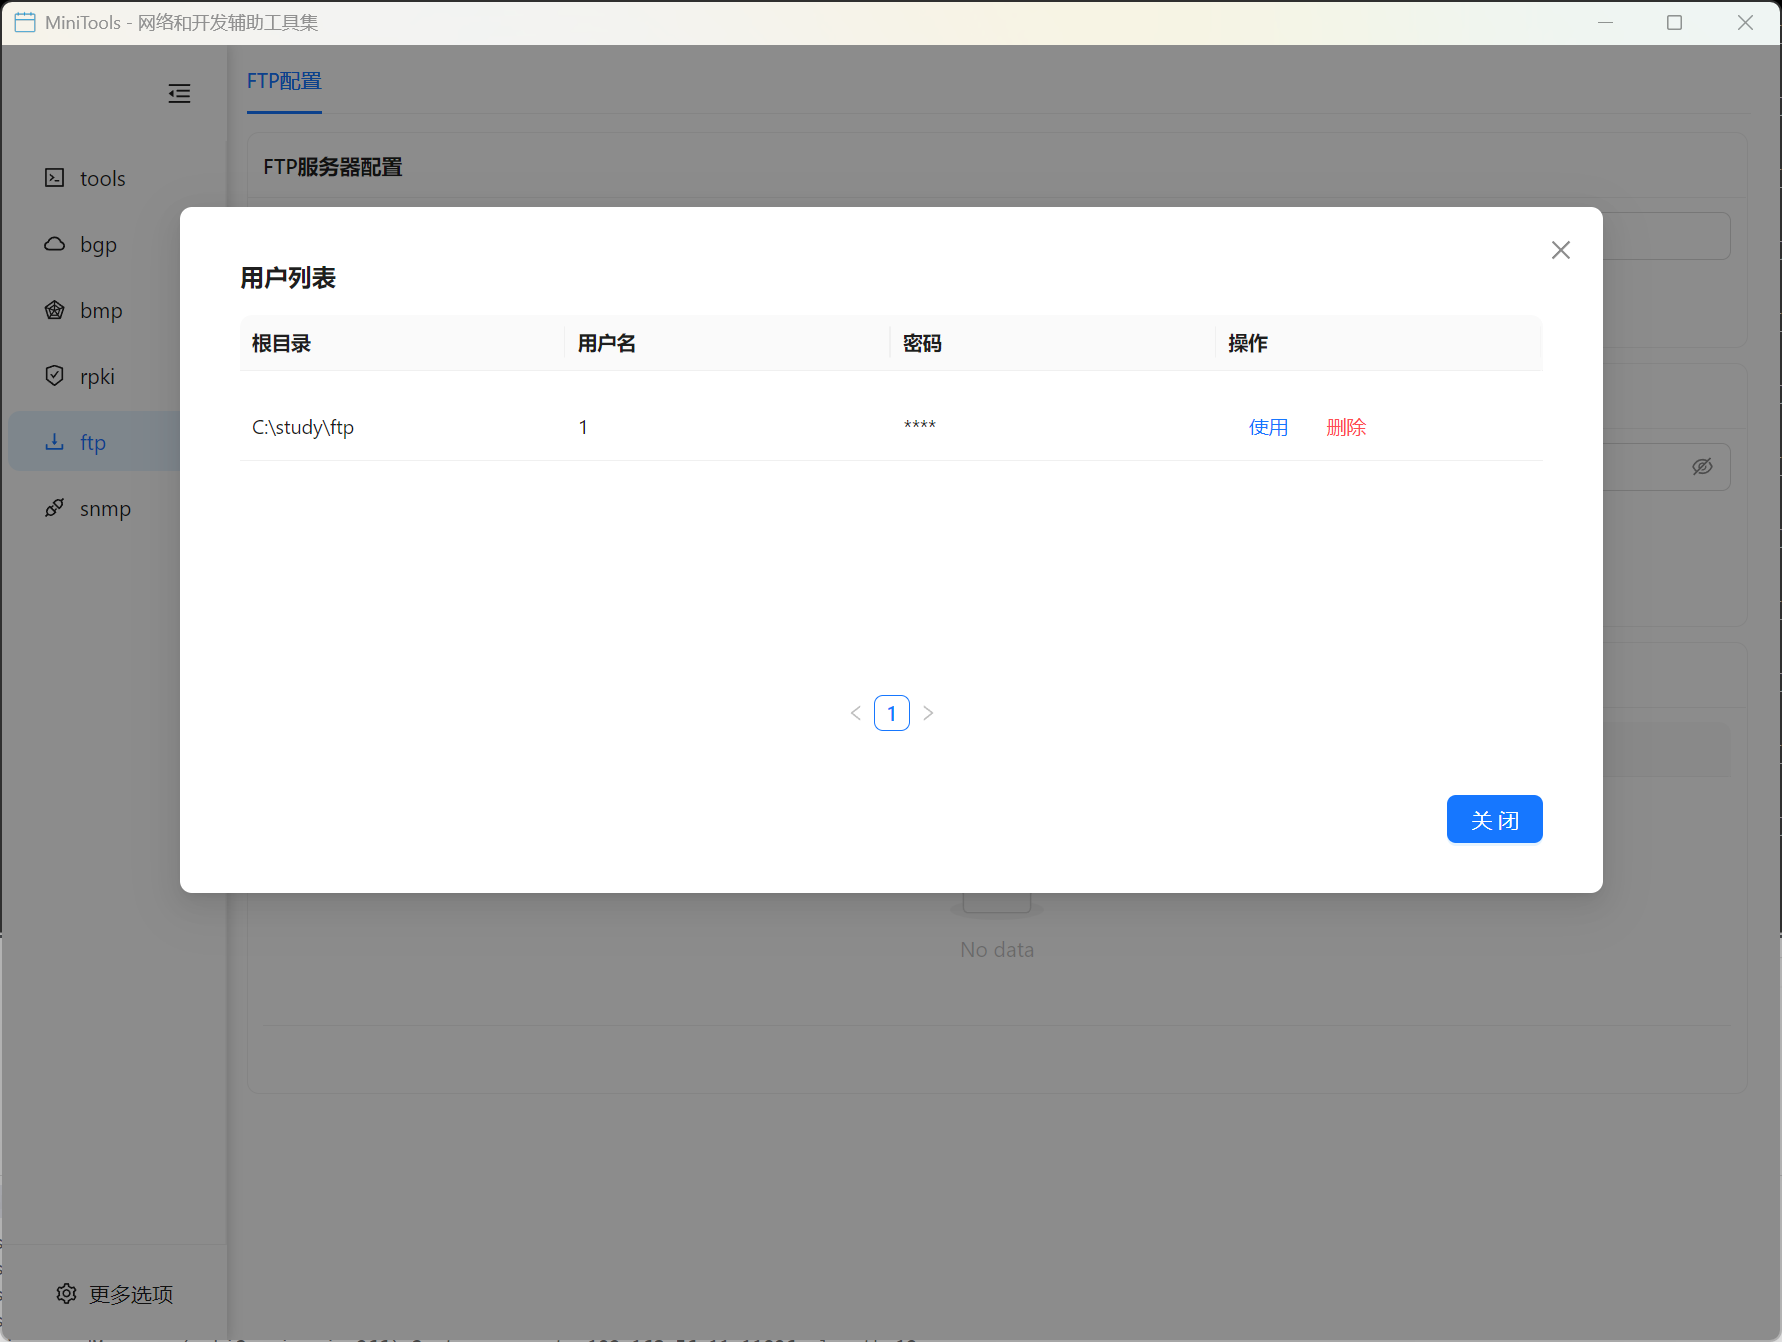 MiniTools - 网络和开发辅助工具集
FTP配置
tools
bgp
bmp
rpki
ftp
snmp
更多选项
FTP服务器配置
用户列表
根目录 用户名 密码 操作
C:\study\ftp 1 **** 使用 删除
1
关 闭
No data